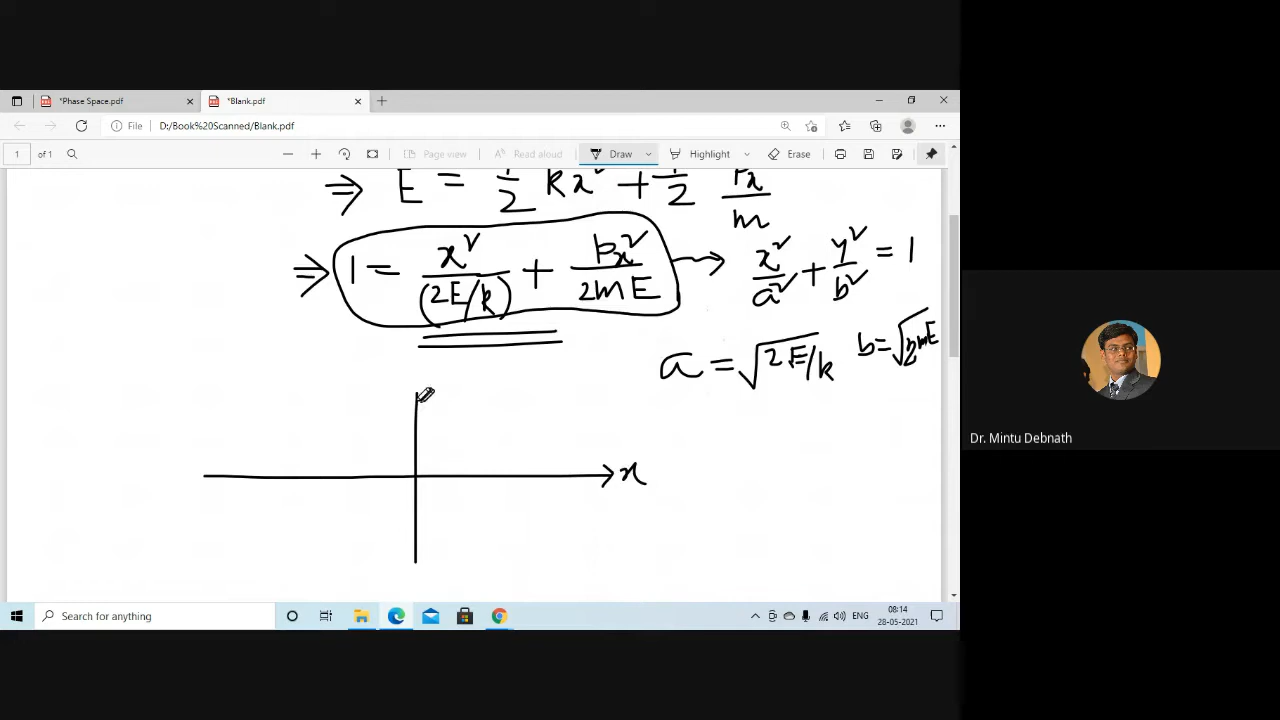 *Phase Space.pdf
*Blank.pdf
File D:/Book%20Scanned/Blank.pdf
1 of 1 Page view Read aloud Draw Highlight Erase
⇒ E = 1/2 kx² + 1/2 Px²/m
⇒ 1 = x²/(2E/k) + Px²/2mE → x²/a² + y²/b² = 1
a = √2E/k b = √2mE
x
Dr. Mintu Debnath
Search for anything
ENG
08:14
28-05-2021